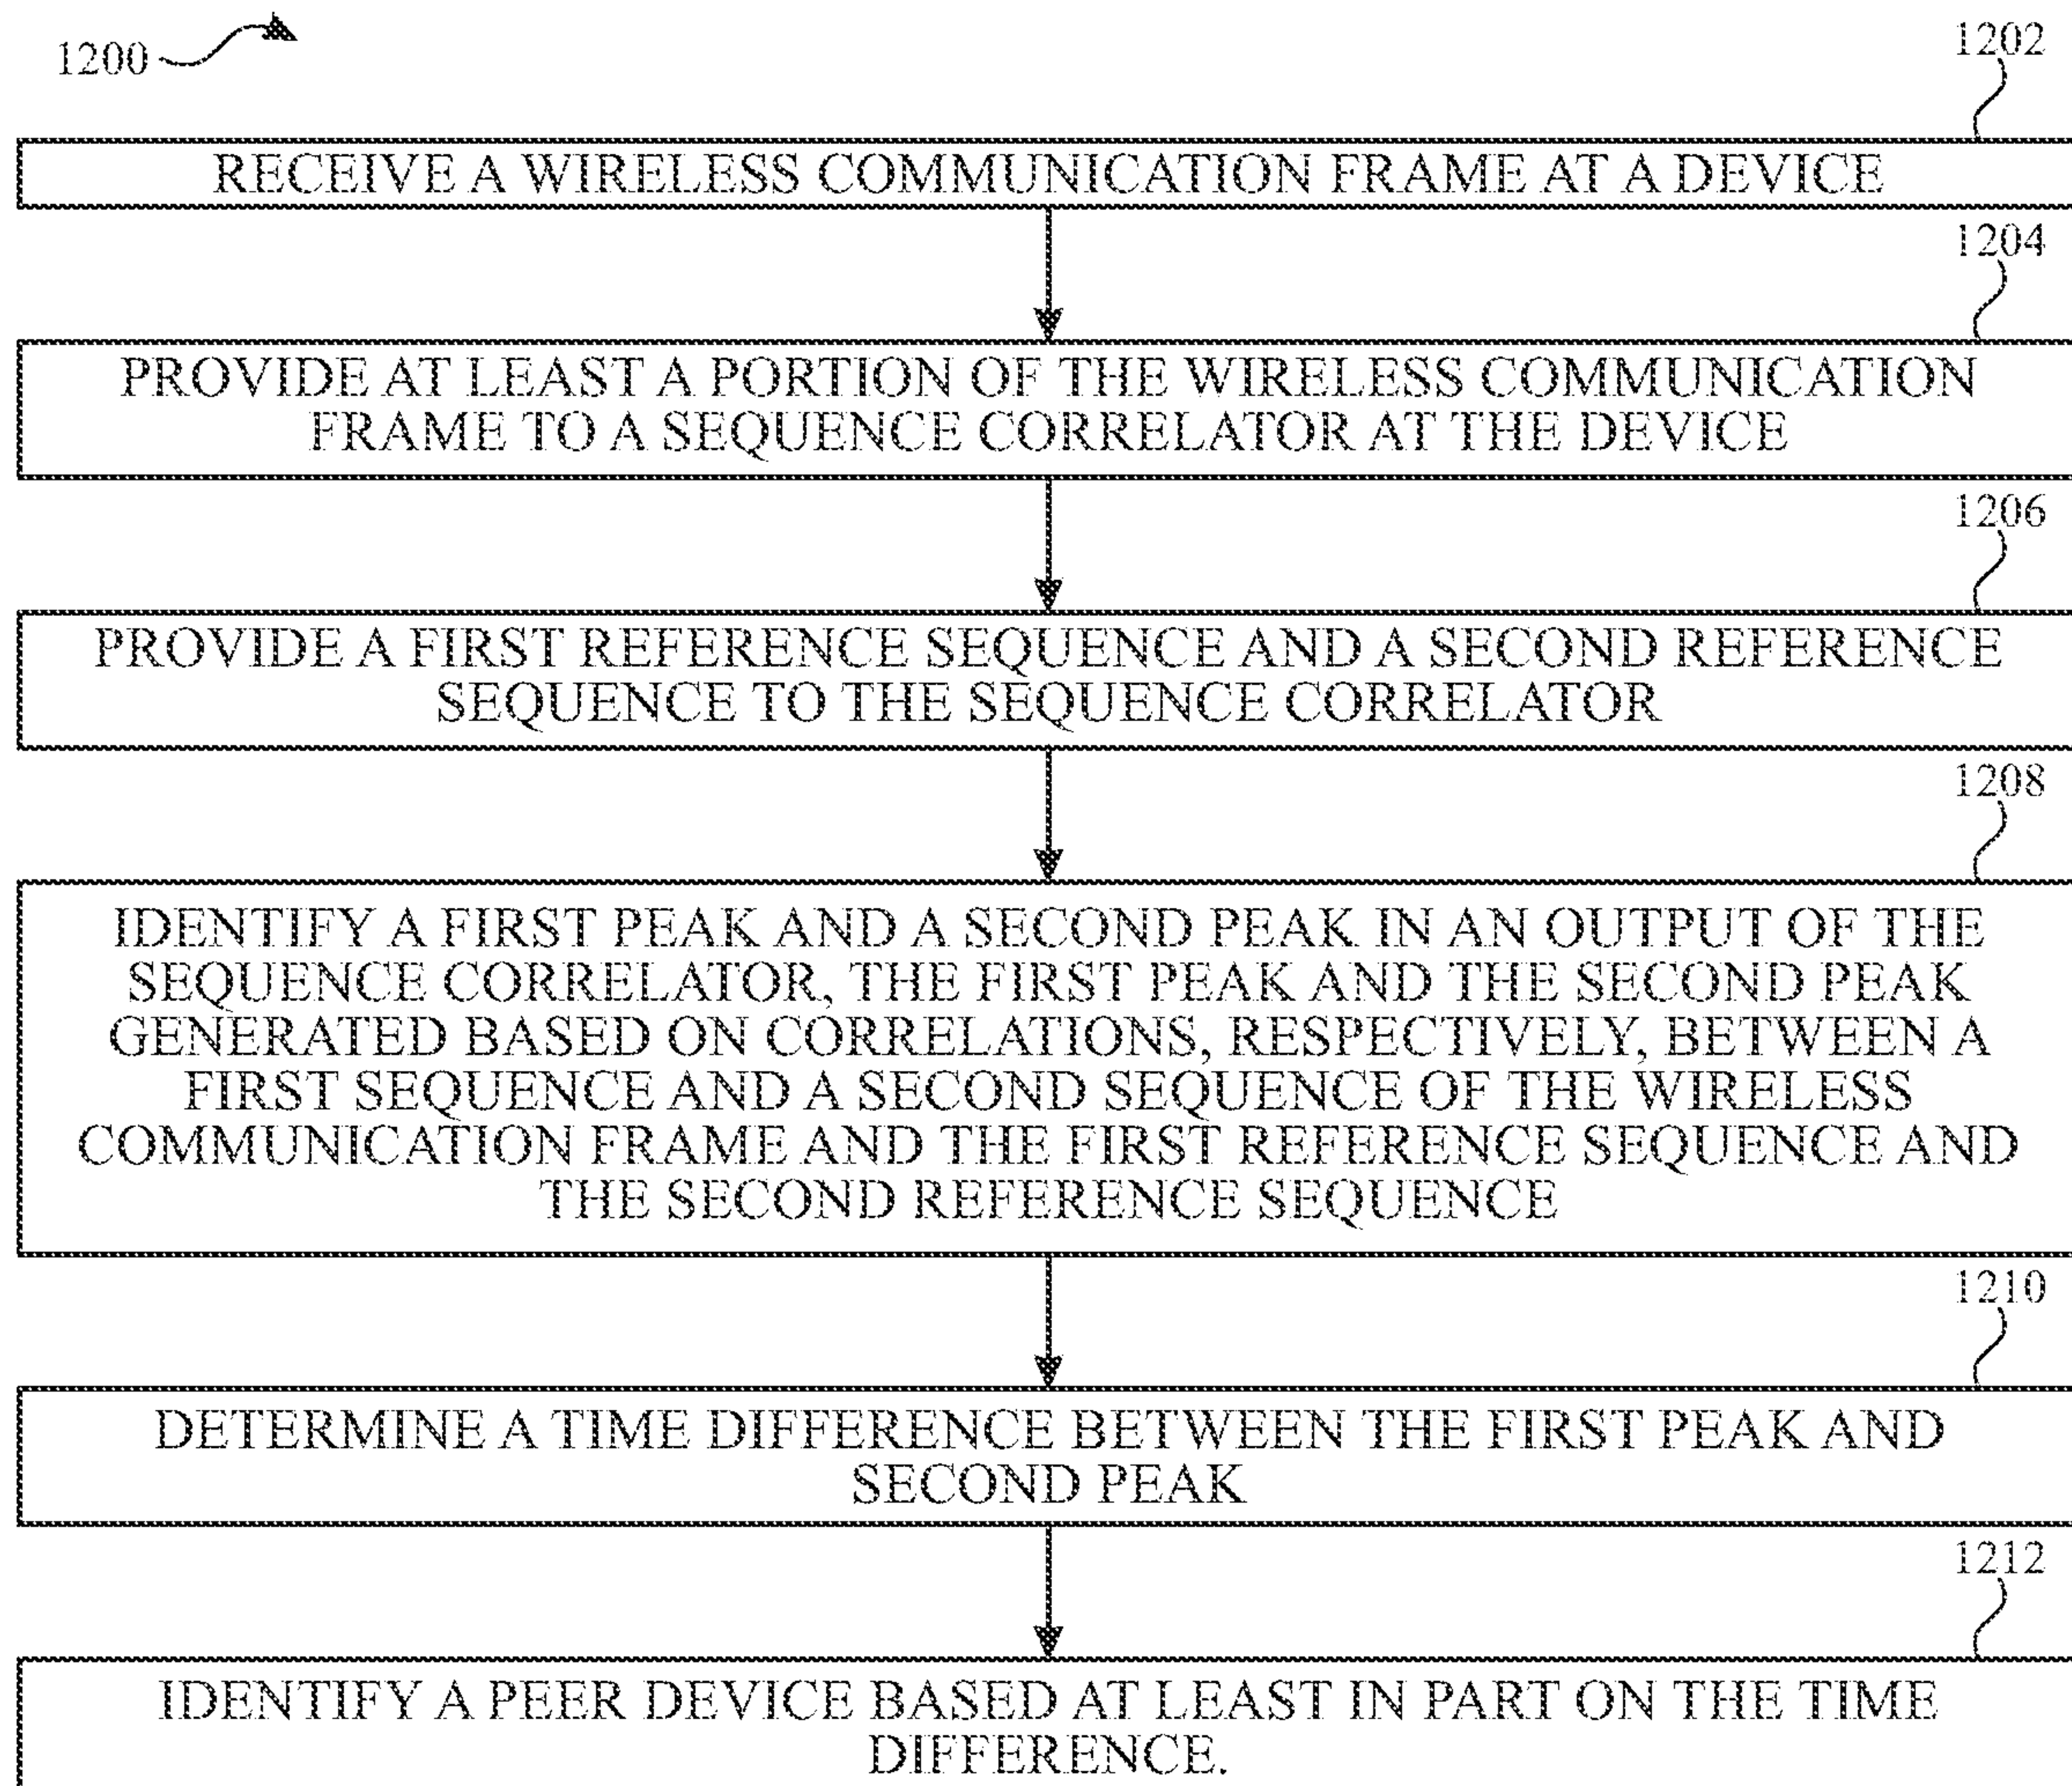 1200
1202
RECEIVE A WIRELESS COMMUNICATION FRAME AT A DEVICE
1204
PROVIDE AT LEAST A PORTION OF THE WIRELESS COMMUNICATION
FRAME TO A SEQUENCE CORRELATOR AT THE DEVICE
1206
PROVIDE A FIRST REFERENCE SEQUENCE AND A SECOND REFERENCE
SEQUENCE TO THE SEQUENCE CORRELATOR
1208
IDENTIFY A FIRST PEAK AND A SECOND PEAK IN AN OUTPUT OF THE
SEQUENCE CORRELATOR, THE FIRST PEAK AND THE SECOND PEAK
GENERATED BASED ON CORRELATIONS, RESPECTIVELY, BETWEEN A
FIRST SEQUENCE AND A SECOND SEQUENCE OF THE WIRELESS
COMMUNICATION FRAME AND THE FIRST REFERENCE SEQUENCE AND
THE SECOND REFERENCE SEQUENCE
1210
DETERMINE A TIME DIFFERENCE BETWEEN THE FIRST PEAK AND
SECOND PEAK
1212
IDENTIFY A PEER DEVICE BASED AT LEAST IN PART ON THE TIME
DIFFERENCE.